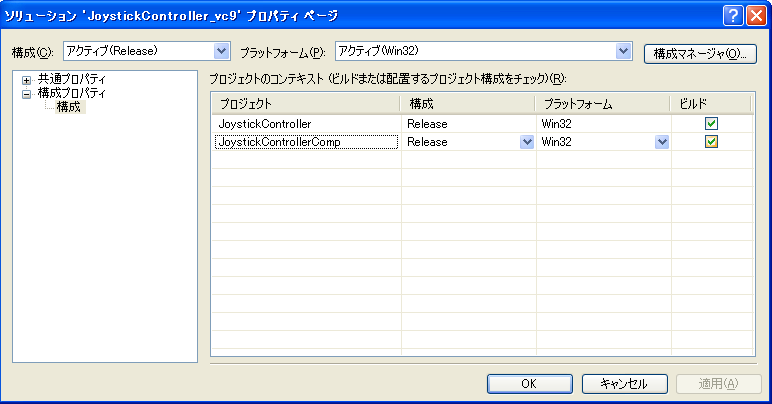 ソリューション 'JoystickController_vc9' プロパティ ページ
構成(C): アクティブ(Release) プラットフォーム(P): アクティブ(Win32) 構成マネージャ(O)...
共通プロパティ
構成プロパティ
構成
プロジェクトのコンテキスト (ビルドまたは配置するプロジェクト構成をチェック)(R):
プロジェクト 構成 プラットフォーム ビルド
JoystickController Release Win32
JoystickControllerComp Release Win32
OK キャンセル 適用(A)